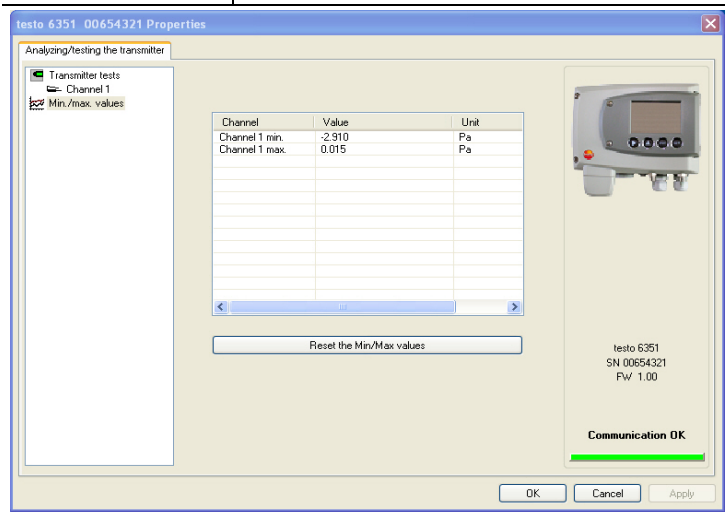 testo 6351 00654321 Properties
Analyzing/testing the transmitter
Transmitter tests
Channel 1
Min./max. values
Channel Value Unit
Channel 1 min. -2.910 Pa
Channel 1 max. 0.015 Pa
Reset the Min/Max values
testo 6351
SN 00654321
FW 1.00
Communication OK
OK Cancel Apply